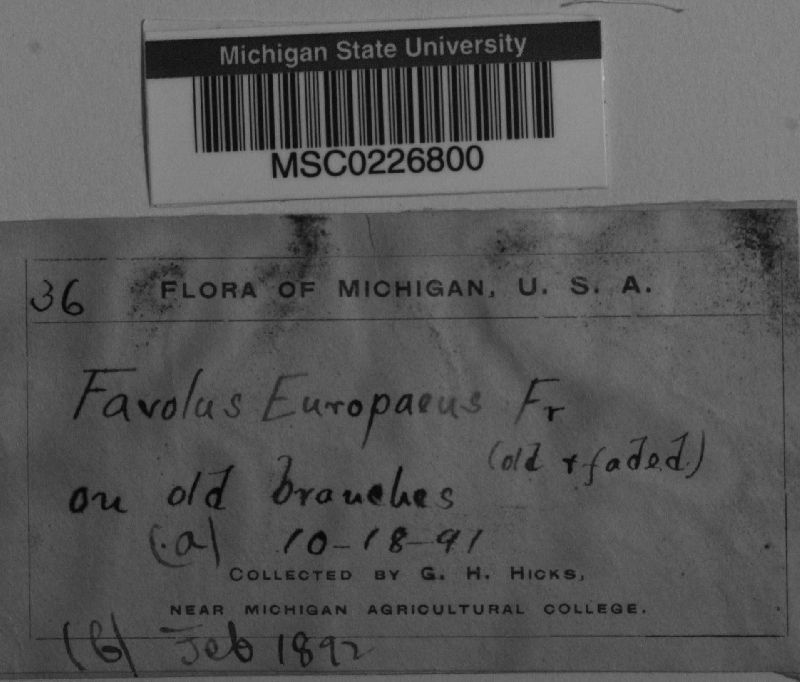 Michigan State University
MSC0226800
36 FLORA OF MICHIGAN, U. S. A.
Favolus Europaeus Fr
(old + faded.)
on old branches
(a) 10-18-91
COLLECTED BY G. H. HICKS,
NEAR MICHIGAN AGRICULTURAL COLLEGE.
(b) Feb 1892